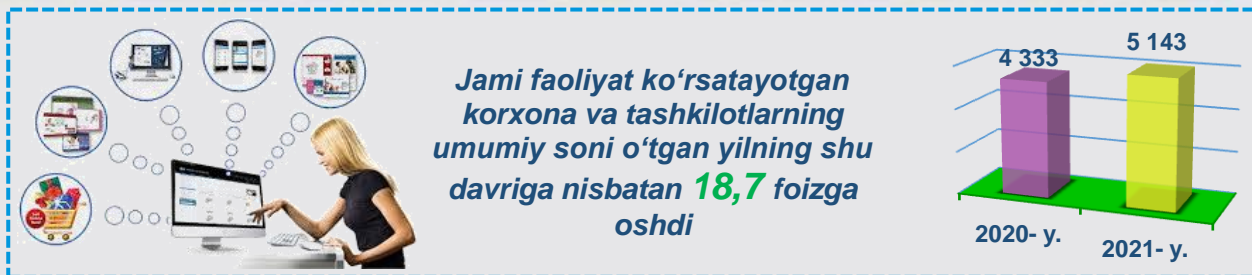 Jami faoliyat ko‘rsatayotgan
korxona va tashkilotlarning
umumiy soni o‘tgan yilning shu
davriga nisbatan 18,7 foizga
oshdi
4 333
5 143
2020- y.
2021- y.